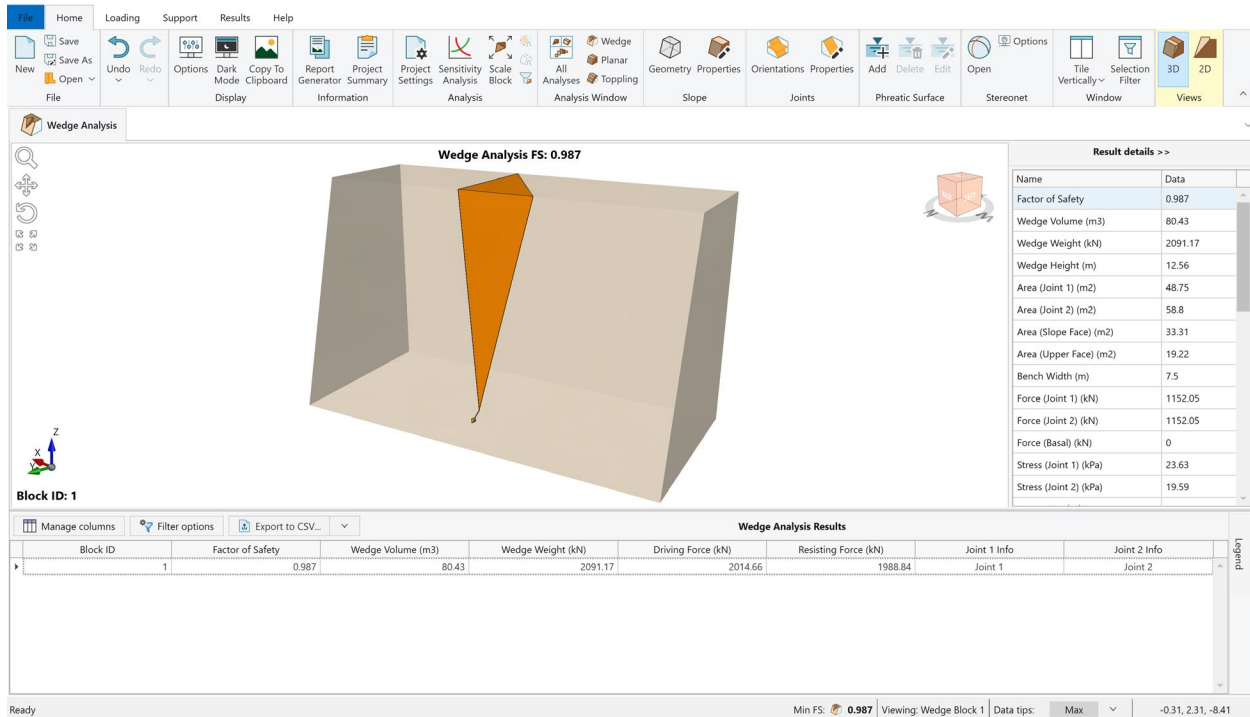 File Home Loading Support Results Help
Save
Save As
Open
New Undo Redo Options Dark Mode Copy To Clipboard Report Generator Project Summary Project Settings Sensitivity Analysis Scale Block All Analyses Wedge
Planar
Toppling
Geometry Properties Orientations Properties Add Delete Edit Open Options Tile Vertically Selection Filter 3D 2D
File Display Information Analysis Analysis Window Slope Joints Phreatic Surface Stereonet Window Views
Wedge Analysis
Wedge Analysis FS: 0.987
Z
X
Y
Block ID: 1
Result details >>
Name Data
Factor of Safety 0.987
Wedge Volume (m3) 80.43
Wedge Weight (kN) 2091.17
Wedge Height (m) 12.56
Area (Joint 1) (m2) 48.75
Area (Joint 2) (m2) 58.8
Area (Slope Face) (m2) 33.31
Area (Upper Face) (m2) 19.22
Bench Width (m) 7.5
Force (Joint 1) (kN) 1152.05
Force (Joint 2) (kN) 1152.05
Force (Basal) (kN) 0
Stress (Joint 1) (kPa) 23.63
Stress (Joint 2) (kPa) 19.59
Manage columns Filter options Export to CSV... Wedge Analysis Results
Block ID Factor of Safety Wedge Volume (m3) Wedge Weight (kN) Driving Force (kN) Resisting Force (kN) Joint 1 Info Joint 2 Info
1 0.987 80.43 2091.17 2014.66 1988.84 Joint 1 Joint 2
Legend
Ready Min FS: 0.987 Viewing: Wedge Block 1 Data tips: Max -0.31, 2.31, -8.41